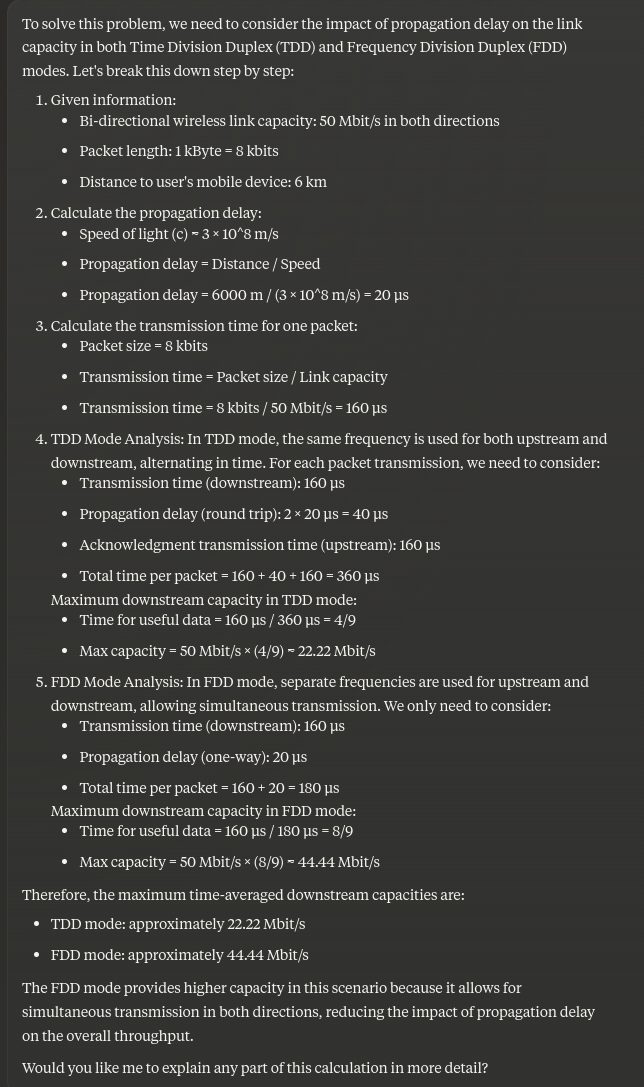 To solve this problem, we need to consider the impact of propagation delay on the link
capacity in both Time Division Duplex (TDD) and Frequency Division Duplex (FDD)
modes. Let's break this down step by step:
1. Given information:
• Bi-directional wireless link capacity: 50 Mbit/s in both directions
• Packet length: 1 kByte = 8 kbits
• Distance to user's mobile device: 6 km
2. Calculate the propagation delay:
• Speed of light (c) ≈ 3 × 10^8 m/s
• Propagation delay = Distance / Speed
• Propagation delay = 6000 m / (3 × 10^8 m/s) = 20 μs
3. Calculate the transmission time for one packet:
• Packet size = 8 kbits
• Transmission time = Packet size / Link capacity
• Transmission time = 8 kbits / 50 Mbit/s = 160 μs
4. TDD Mode Analysis: In TDD mode, the same frequency is used for both upstream and
downstream, alternating in time. For each packet transmission, we need to consider:
• Transmission time (downstream): 160 μs
• Propagation delay (round trip): 2 × 20 μs = 40 μs
• Acknowledgment transmission time (upstream): 160 μs
• Total time per packet = 160 + 40 + 160 = 360 μs
Maximum downstream capacity in TDD mode:
• Time for useful data = 160 μs / 360 μs = 4/9
• Max capacity = 50 Mbit/s × (4/9) ≈ 22.22 Mbit/s
5. FDD Mode Analysis: In FDD mode, separate frequencies are used for upstream and
downstream, allowing simultaneous transmission. We only need to consider:
• Transmission time (downstream): 160 μs
• Propagation delay (one-way): 20 μs
• Total time per packet = 160 + 20 = 180 μs
Maximum downstream capacity in FDD mode:
• Time for useful data = 160 μs / 180 μs = 8/9
• Max capacity = 50 Mbit/s × (8/9) ≈ 44.44 Mbit/s
Therefore, the maximum time-averaged downstream capacities are:
• TDD mode: approximately 22.22 Mbit/s
• FDD mode: approximately 44.44 Mbit/s
The FDD mode provides higher capacity in this scenario because it allows for
simultaneous transmission in both directions, reducing the impact of propagation delay
on the overall throughput.
Would you like me to explain any part of this calculation in more detail?